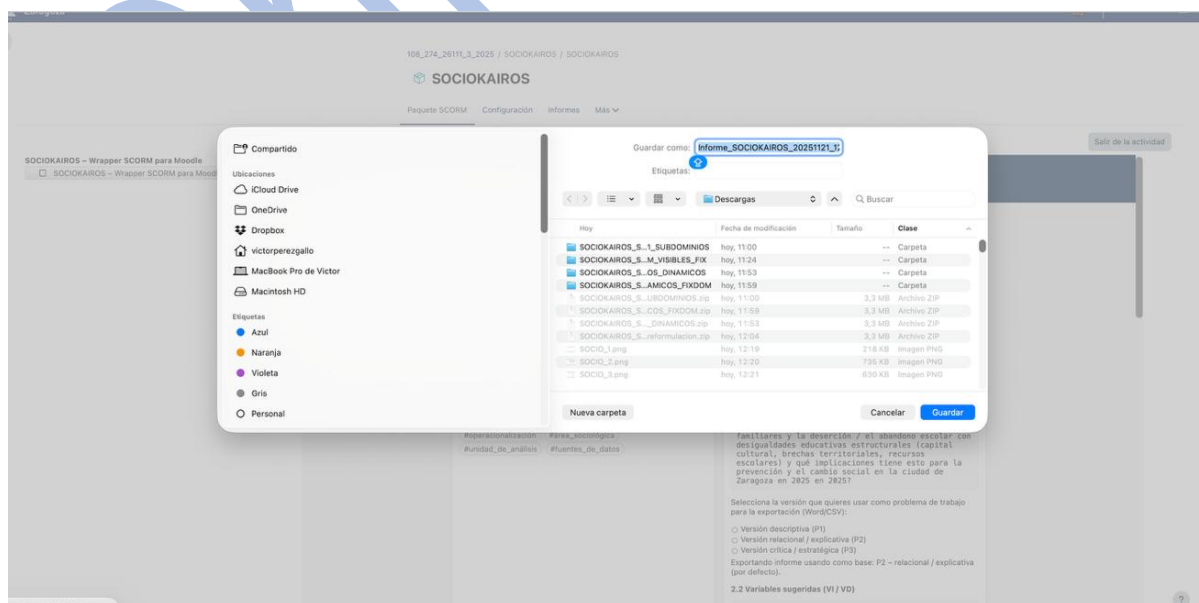 Zaragoza
108_274_25111_3_2025 / SOCIOKAIROS / SOCIOKAIROS
SOCIOKAIROS
Paquete SCORM Configuración Informes Más
Salir de la actividad
SOCIOKAIROS – Wrapper SCORM para Moodle
SOCIOKAIROS – Wrapper SCORM para Mood
Compartido
Ubicaciones
iCloud Drive
OneDrive
Dropbox
victorperezgallo
MacBook Pro de Victor
Macintosh HD
Etiquetas
Azul
Naranja
Violeta
Gris
Personal
Guardar como: Informe_SOCIOKAIROS_20251121_1
Etiquetas:
Descargas Buscar
Hoy Fecha de modificación Tamaño Clase
SOCIOKAIROS_S...1_SUBDOMINIOS hoy, 11:00 -- Carpeta
SOCIOKAIROS_S...M_VISIBLES_FIX hoy, 11:24 -- Carpeta
SOCIOKAIROS_S...OS_DINAMICOS hoy, 11:53 -- Carpeta
SOCIOKAIROS_S...AMICOS_FIXDOM hoy, 11:59 -- Carpeta
SOCIOKAIROS_S...UBDOMINIOS.zip hoy, 11:00 3,3 MB Archivo ZIP
SOCIOKAIROS_S...COS_FIXDOM.zip hoy, 11:59 3,3 MB Archivo ZIP
SOCIOKAIROS_S..._DINAMICOS.zip hoy, 11:53 3,3 MB Archivo ZIP
SOCIOKAIROS_S...reformulacion.zip hoy, 12:04 3,3 MB Archivo ZIP
SOCIO_1.png hoy, 12:19 218 KB Imagen PNG
SOCIO_2.png hoy, 12:20 735 KB Imagen PNG
SOCIO_3.png hoy, 12:21 630 KB Imagen PNG
Nueva carpeta Cancelar Guardar
#operacionalización #área_sociológica
#unidad_de_análisis #fuentes_de_datos
familiares y la deserción / el abandono escolar con
desigualdades educativas estructurales (capital
cultural, brechas territoriales, recursos
escolares) y qué implicaciones tiene esto para la
prevención y el cambio social en la ciudad de
Zaragoza en 2025 en 2025?
Selecciona la versión que quieres usar como problema de trabajo
para la exportación (Word/CSV):
Versión descriptiva (P1)
Versión relacional / explicativa (P2)
Versión crítica / estratégica (P3)
Exportando informe usando como base: P2 – relacional / explicativa
(por defecto).
2.2 Variables sugeridas (VI / VD)
?